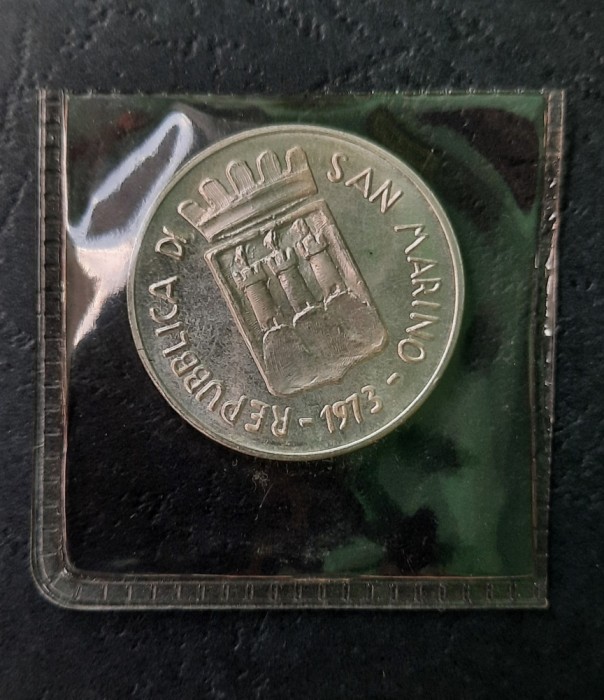 REPUBBLICA DI SAN MARINO
- 1973 -